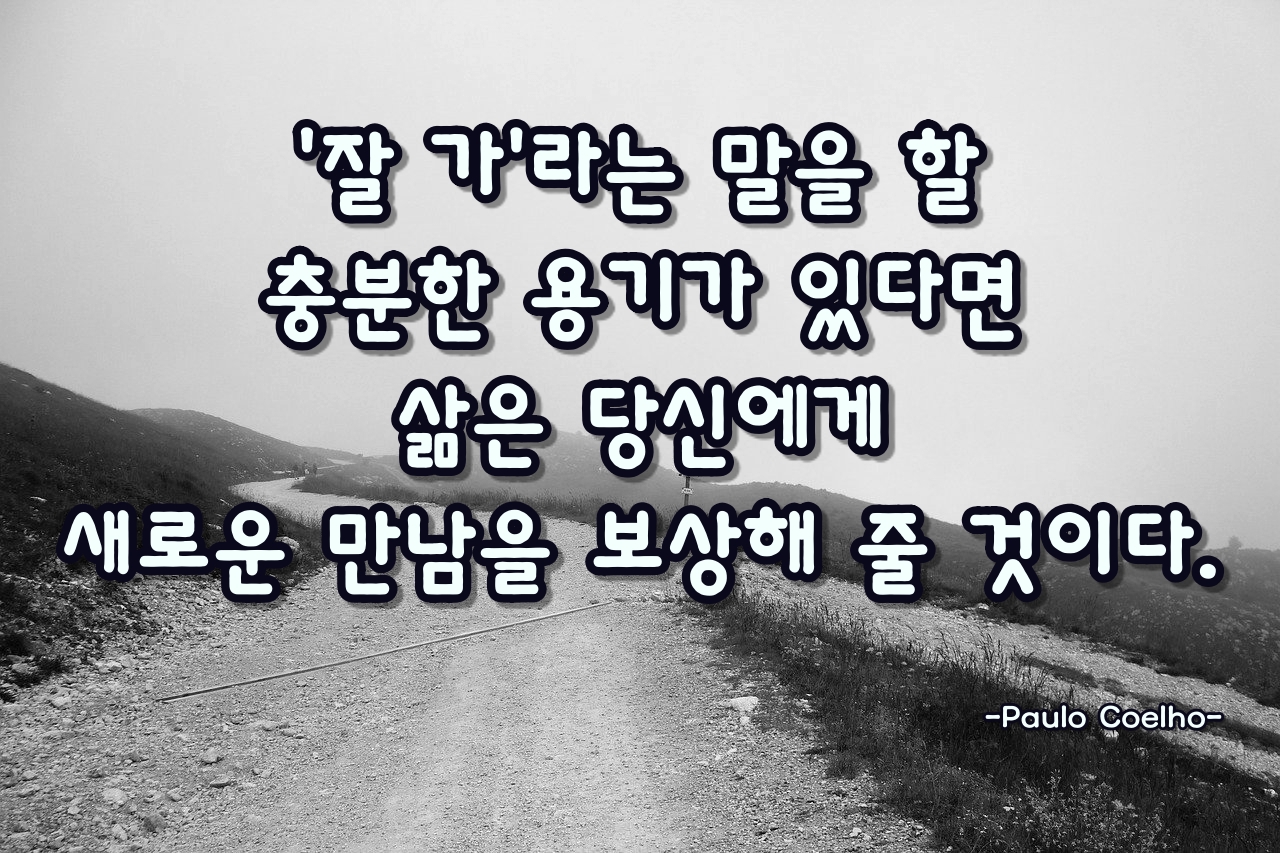 '잘 가'라는 말을 할
충분한 용기가 있다면
삶은 당신에게
새로운 만남을 보상해 줄 것이다.
-Paulo Coelho-